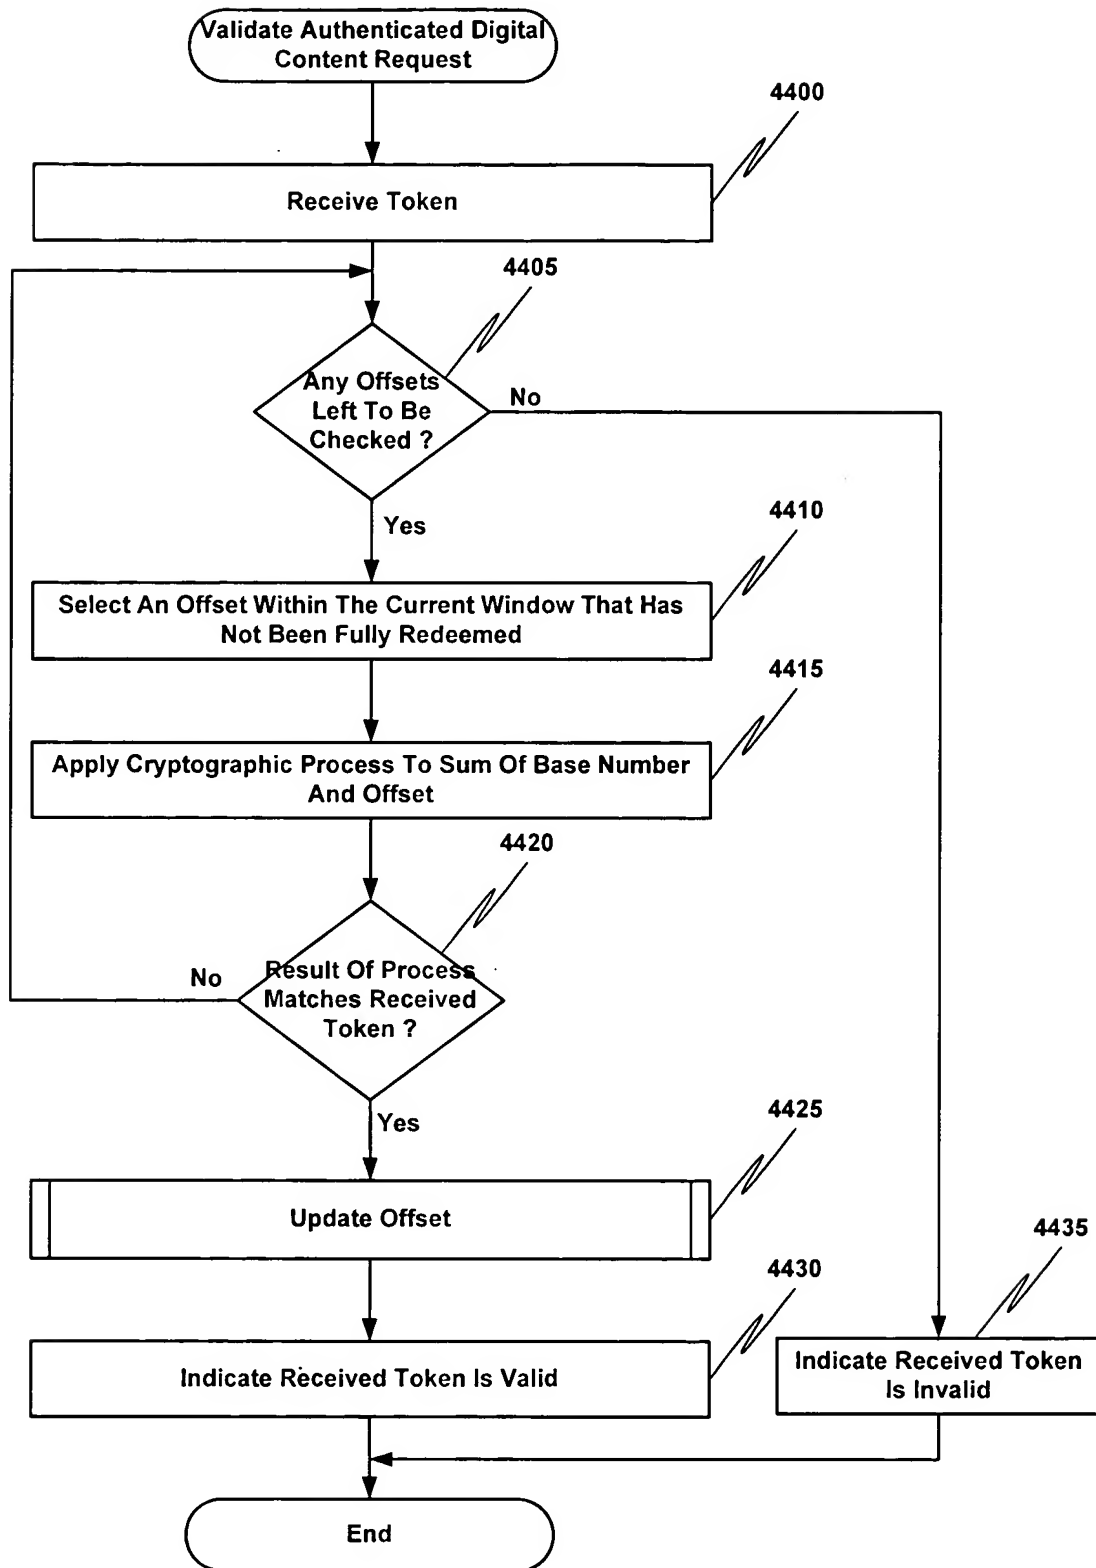 Validate Authenticated Digital
Content Request
4400
Receive Token
4405
Any Offsets
Left To Be
Checked ?
No
Yes
4410
Select An Offset Within The Current Window That Has
Not Been Fully Redeemed
4415
Apply Cryptographic Process To Sum Of Base Number
And Offset
4420
Result Of Process
Matches Received
Token ?
No
Yes
4425
Update Offset
4430
Indicate Received Token Is Valid
4435
Indicate Received Token
Is Invalid
End